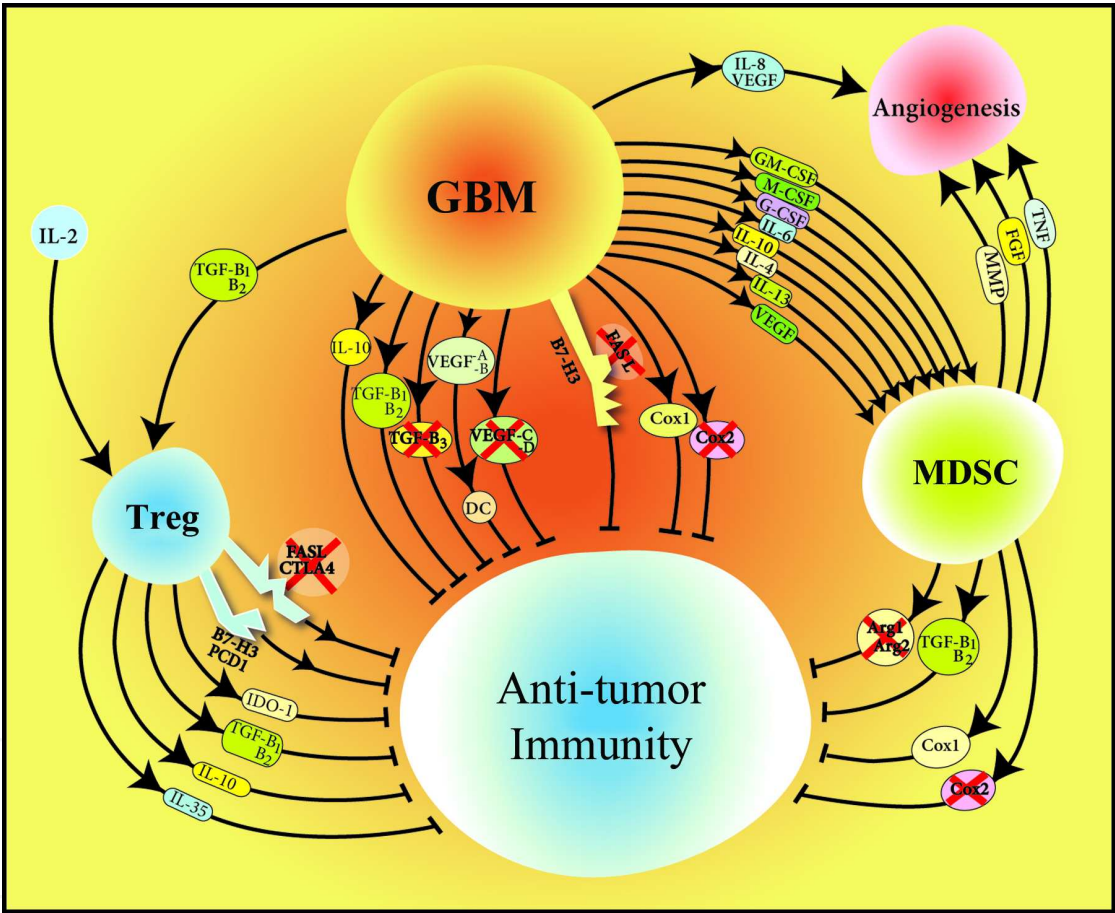 IL-8
VEGF
Angiogenesis
GBM
GM-CSF
M-CSF
G-CSF
IL-6
IL-10
IL-4
IL-13
VEGF
TNF
FGF
MMP
IL-2
TGF-B1
B2
IL-10
TGF-B1
B2
TGF-B3
VEGF-A
-B
VEGF-C
-D
DC
B7-H3
FASL
Cox1
Cox2
MDSC
Treg
FASL
CTLA4
B7-H3
PCD1
IDO-1
TGF-B1
B2
IL-10
IL-35
Anti-tumor
Immunity
Arg1
Arg2
TGF-B1
B2
Cox1
Cox2